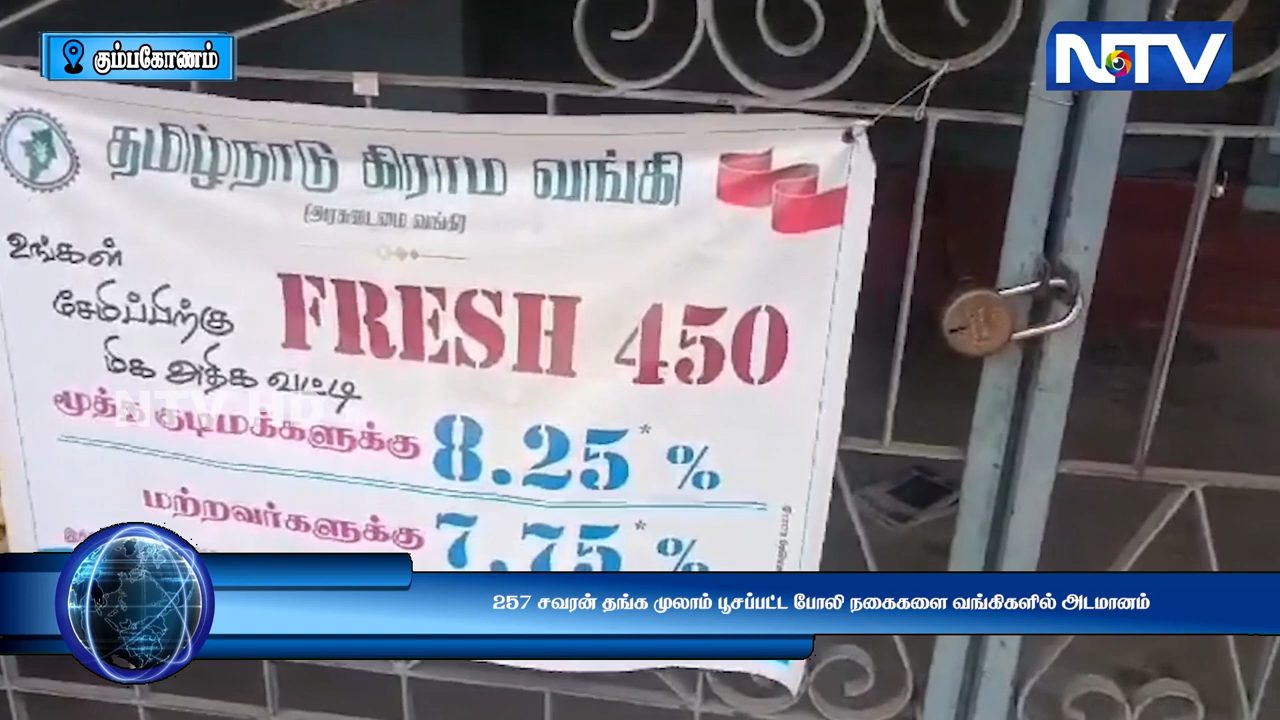 கும்பகோணம்
NTV
தமிழ்நாடு கிராம வங்கி
(அரசுடைமை வங்கி)
உங்கள்
சேமிப்பிற்கு
மிக அதிக வட்டி
FRESH 450
மூத்த குடிமக்களுக்கு 8.25* %
மற்றவர்களுக்கு 7.75* %
257 சவரன் தங்க முலாம் பூசப்பட்ட போலி நகைகளை வங்கிகளில் அடமானம்